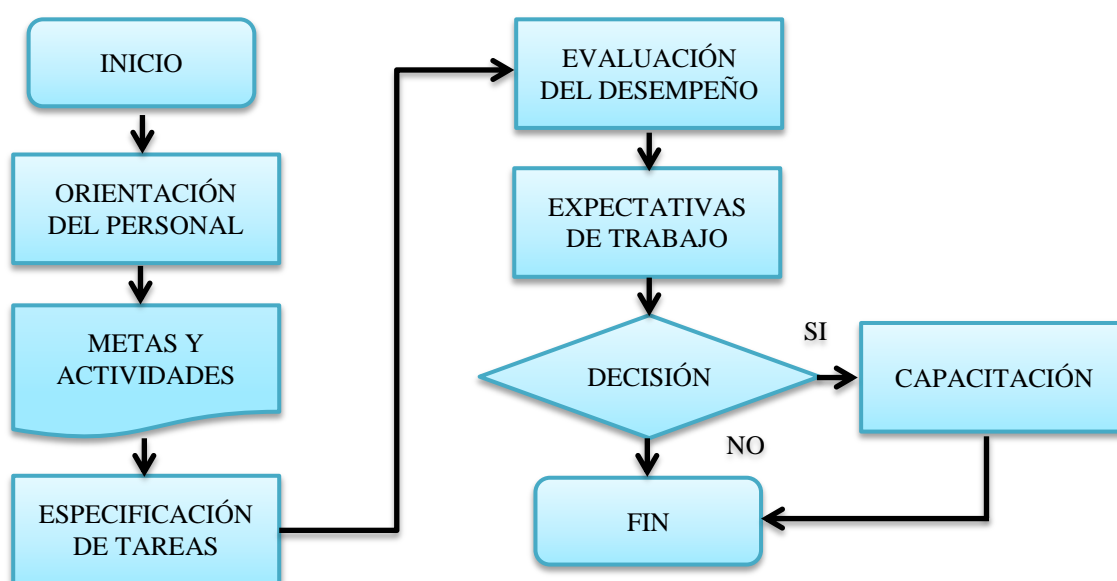 INICIO
ORIENTACIÓN
DEL PERSONAL
METAS Y
ACTIVIDADES
ESPECIFICACIÓN
DE TAREAS
EVALUACIÓN
DEL DESEMPEÑO
EXPECTATIVAS
DE TRABAJO
DECISIÓN
SI
CAPACITACIÓN
NO
FIN